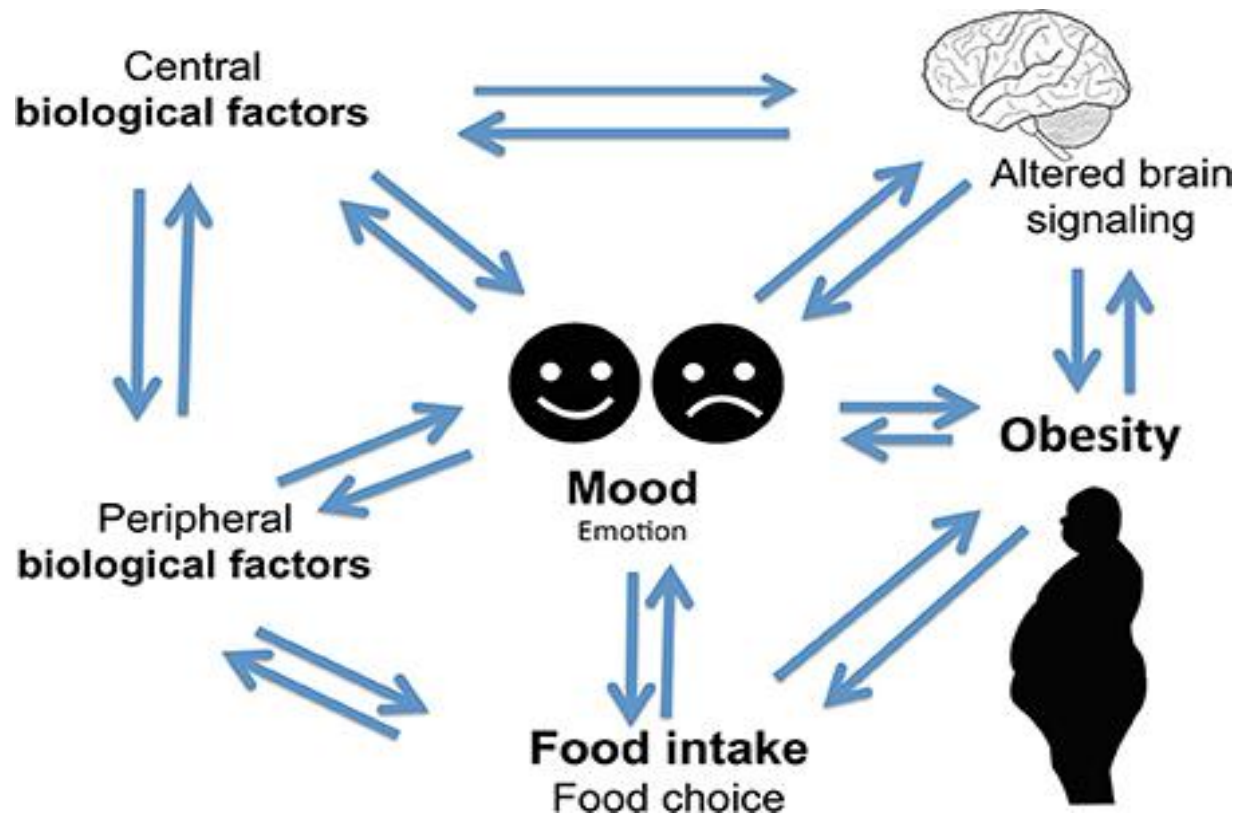 Central
biological factors
Altered brain
signaling
Obesity
Mood
Emotion
Peripheral
biological factors
Food intake
Food choice